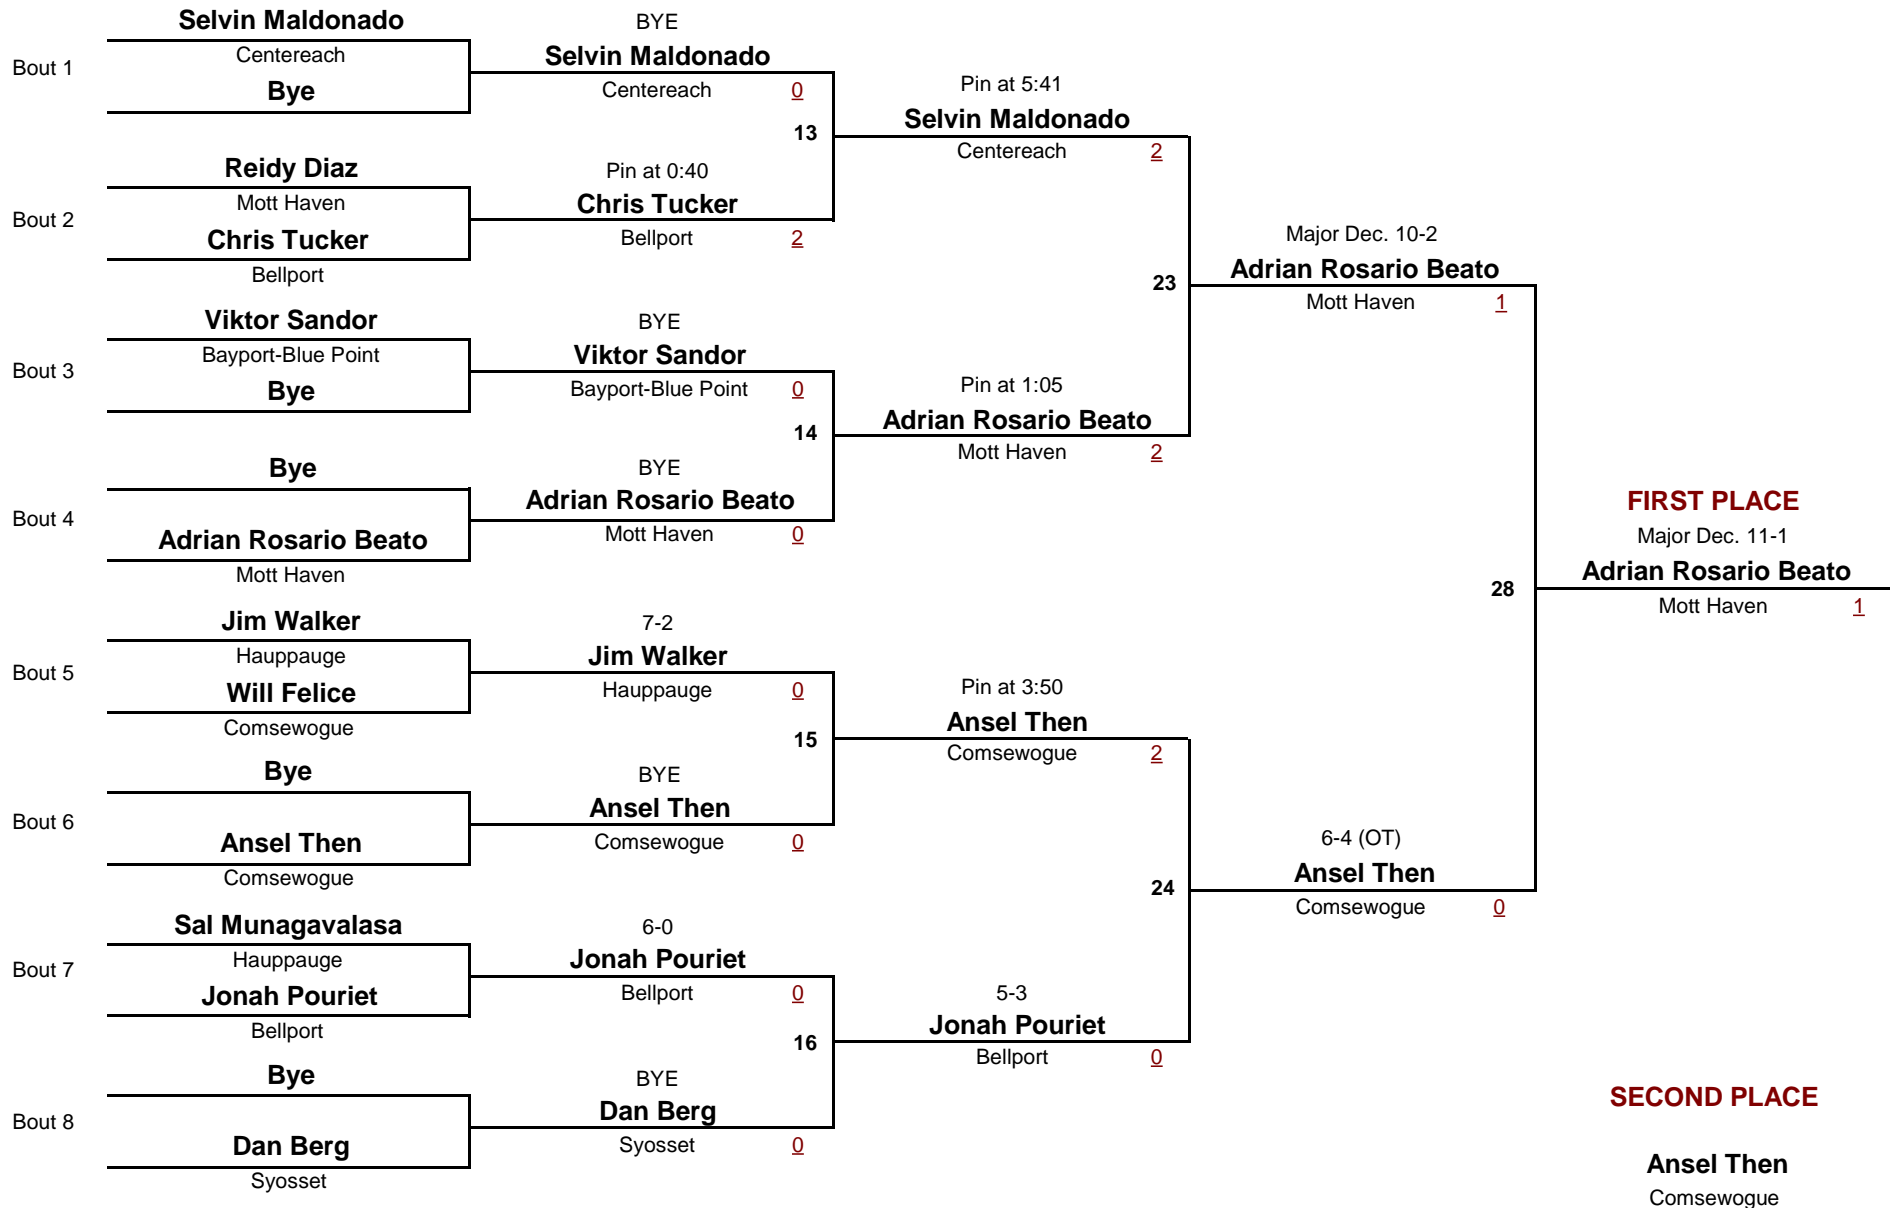 Selvin Maldonado
Centereach
Bout 1
Bye
Reidy Diaz
Mott Haven
Bout 2
Chris Tucker
Bellport
Viktor Sandor
Bayport-Blue Point
Bout 3
Bye
Bye
Bout 4
Adrian Rosario Beato
Mott Haven
Jim Walker
Hauppauge
Bout 5
Will Felice
Comsewogue
Bye
Bout 6
Ansel Then
Comsewogue
Sal Munagavalasa
Hauppauge
Bout 7
Jonah Pouriet
Bellport
Bye
Bout 8
Dan Berg
Syosset
BYE
Selvin Maldonado
Centereach 0
13
Pin at 0:40
Chris Tucker
Bellport 2
BYE
Viktor Sandor
Bayport-Blue Point 0
14
BYE
Adrian Rosario Beato
Mott Haven 0
7-2
Jim Walker
Hauppauge 0
15
BYE
Ansel Then
Comsewogue 0
6-0
Jonah Pouriet
Bellport 0
16
BYE
Dan Berg
Syosset 0
Pin at 5:41
Selvin Maldonado
Centereach 2
23
Pin at 1:05
Adrian Rosario Beato
Mott Haven 2
Pin at 3:50
Ansel Then
Comsewogue 2
24
5-3
Jonah Pouriet
Bellport 0
Major Dec. 10-2
Adrian Rosario Beato
Mott Haven 1
28
6-4 (OT)
Ansel Then
Comsewogue 0
FIRST PLACE
Major Dec. 11-1
Adrian Rosario Beato
Mott Haven 1
SECOND PLACE
Ansel Then
Comsewogue